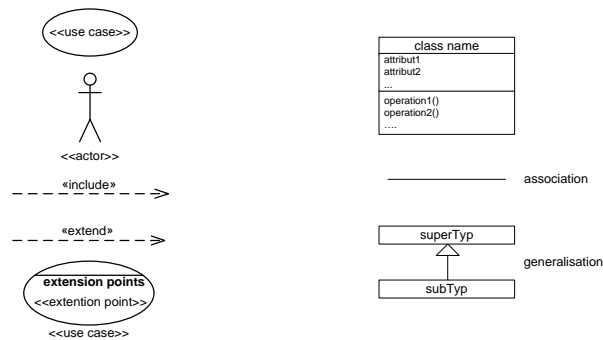 <<use case>>
<<actor>>
«include»
«extend»
extension points
<<extention point>>
<<use case>>
class name
attribut1
attribut2
...
operation1()
operation2()
....
association
superTyp
generalisation
subTyp